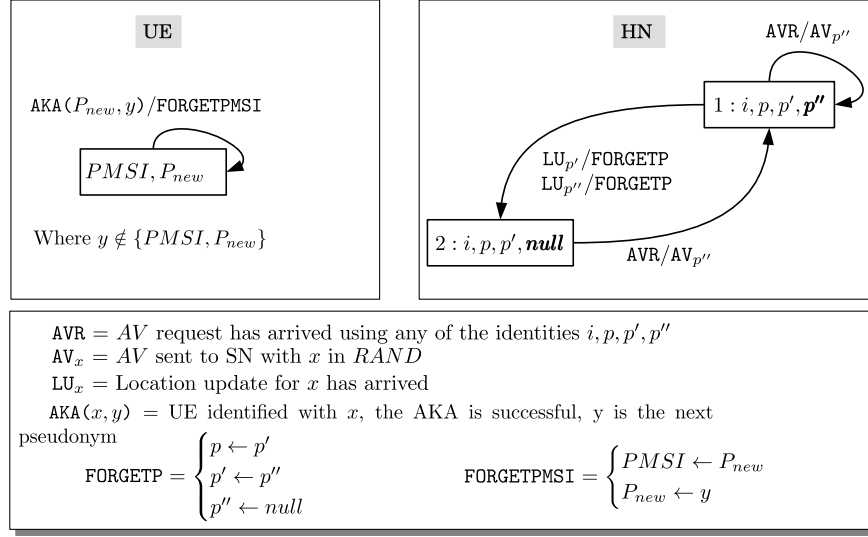 UE
AKA(P_new, y)/FORGETPMSI
PMSI, P_new
Where y ∉ {PMSI, P_new}
HN
AVR/AV_p''
1 : i, p, p', p''
LU_p'/FORGETP
LU_p''/FORGETP
2 : i, p, p', null
AVR/AV_p''
AVR = AV request has arrived using any of the identities i, p, p', p''
AV_x = AV sent to SN with x in RAND
LU_x = Location update for x has arrived
AKA(x, y) = UE identified with x, the AKA is successful, y is the next
pseudonym
FORGETP = { p ← p'
p' ← p''
p'' ← null
FORGETPMSI = { PMSI ← P_new
P_new ← y